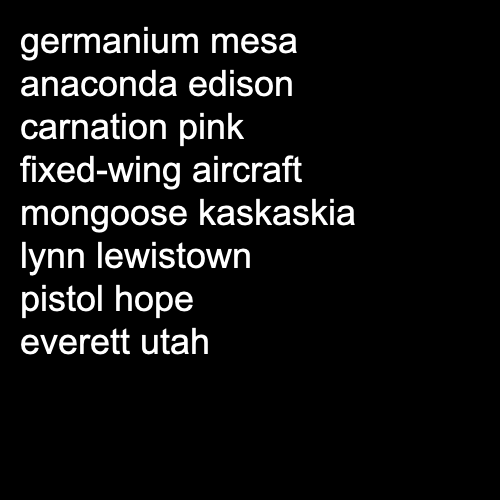 germanium mesa
anaconda edison
carnation pink
fixed-wing aircraft
mongoose kaskaskia
lynn lewistown
pistol hope
everett utah